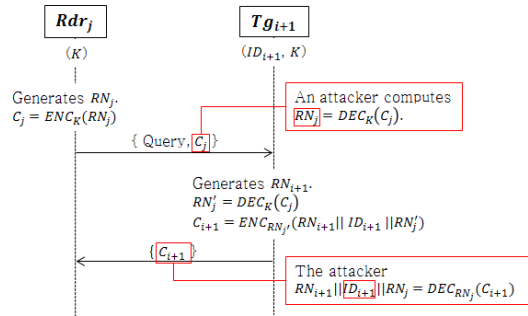 Rdr_j
Tg_{i+1}
(K)
(ID_{i+1}, K)
Generates RN_j.
C_j = ENC_K(RN_j)
An attacker computes
RN_j = DEC_K(C_j).
{ Query, C_j }
Generates RN_{i+1}.
RN'_j = DEC_K(C_j)
C_{i+1} = ENC_{RN_j'}(RN_{i+1}|| ID_{i+1} ||RN'_j)
{ C_{i+1} }
The attacker
RN_{i+1}||ID_{i+1}||RN_j = DEC_{RN_j}(C_{i+1})